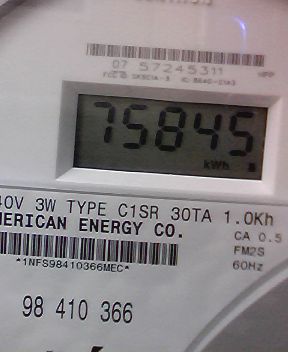 07 57245311
75845
kWh
40V 3W TYPE C1SR 30TA 1.0Kh
MERICAN ENERGY CO.
CA 0.5
FM2S
60Hz
*1NFS98410366MEC*
98 410 366